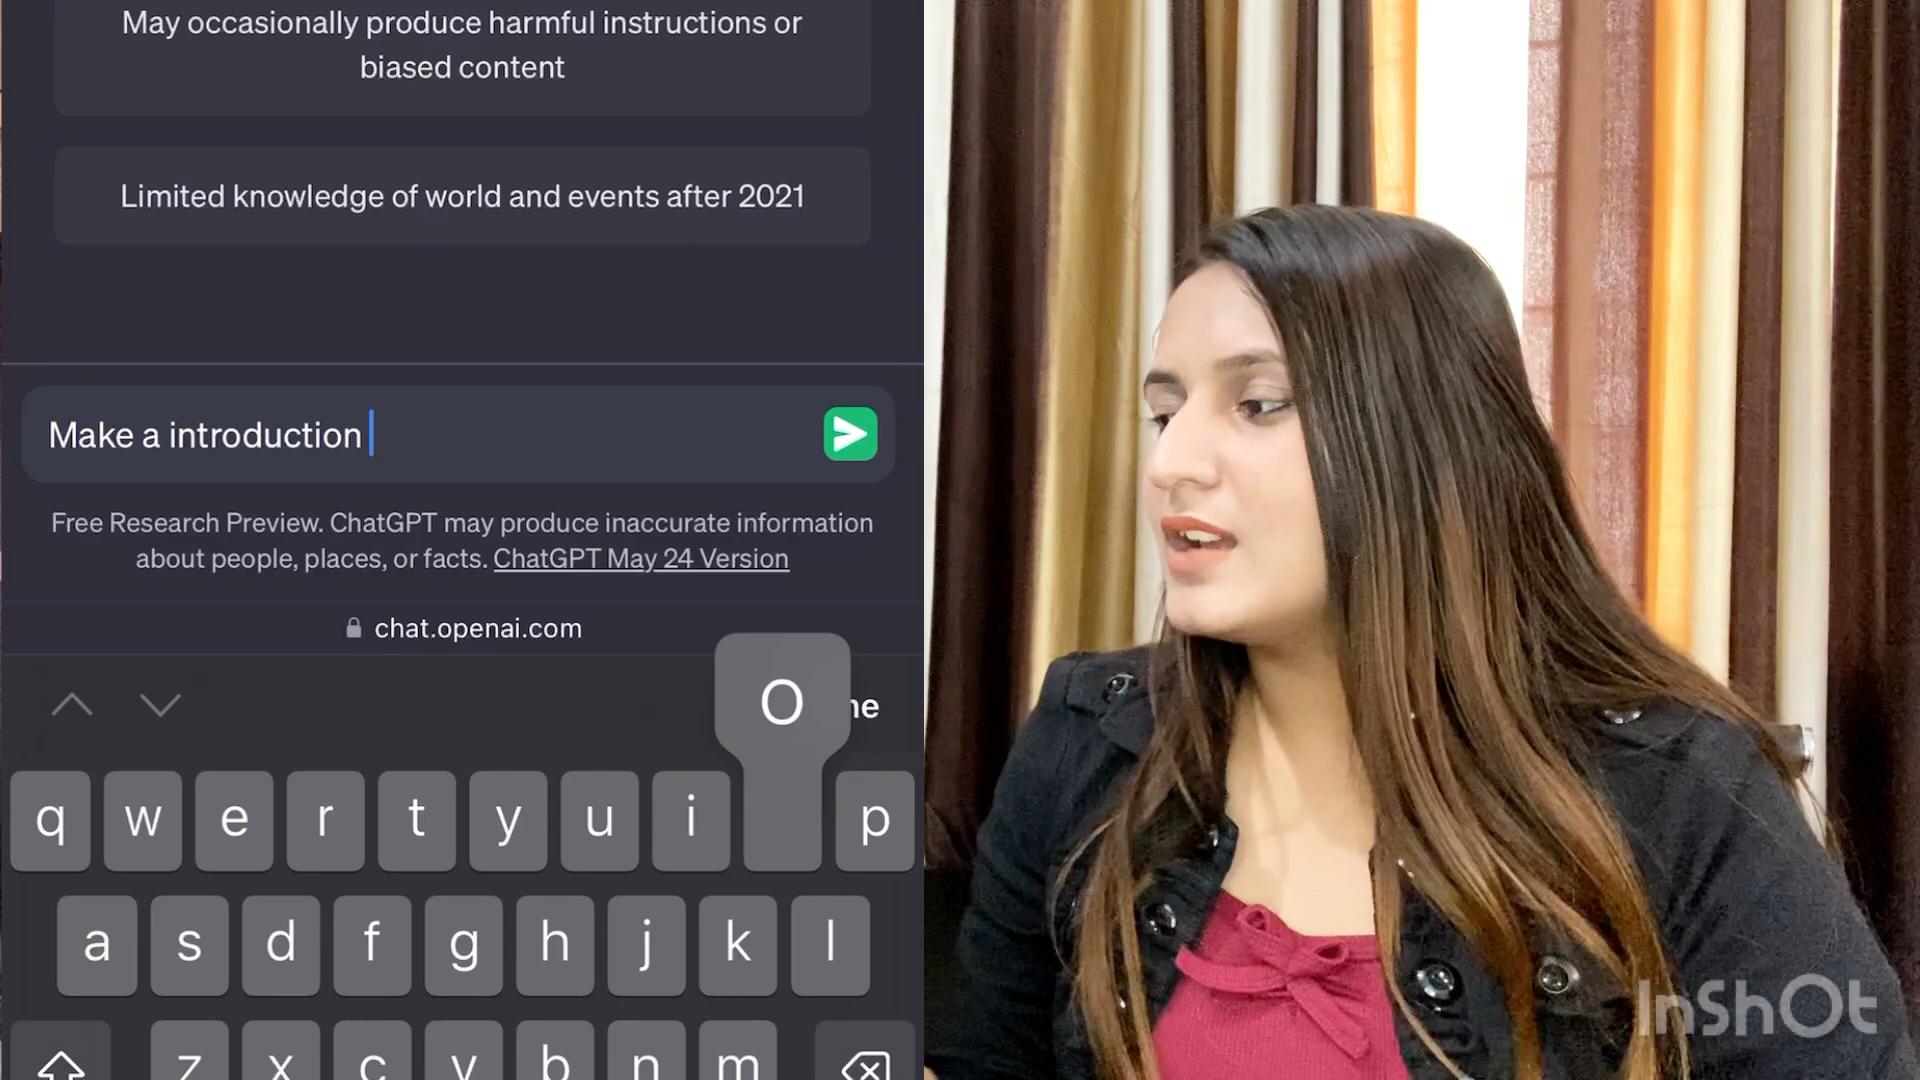 May occasionally produce harmful instructions or
biased content
Limited knowledge of world and events after 2021
Make a introduction
Free Research Preview. ChatGPT may produce inaccurate information
about people, places, or facts. ChatGPT May 24 Version
chat.openai.com
O
ne
q w e r t y u i p
a s d f g h j k l
z x c v b n m
InShOt